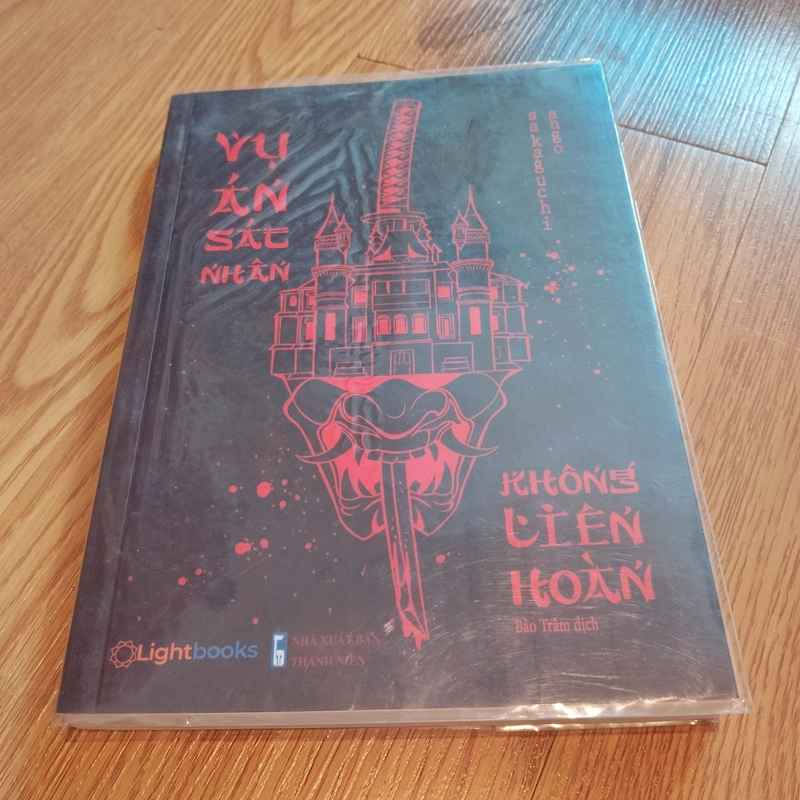 VỤ
ÁN
SÁT
NHÂN
sakaguchi
ango
KHÔNG
LIÊN
HOÀN
Bảo Trâm dịch
Lightbooks
NHÀ XUẤT BẢN
THANH NIÊN